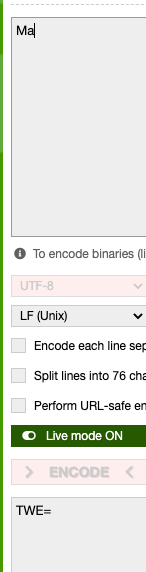 Ma
To encode binaries (li
UTF-8
LF (Unix)
Encode each line sep
Split lines into 76 cha
Perform URL-safe en
Live mode ON
ENCODE
TWE=